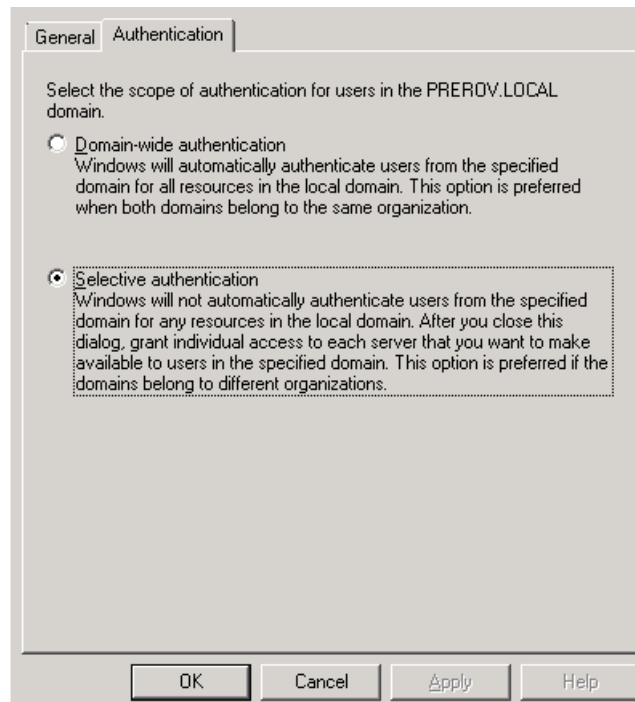 General Authentication
Select the scope of authentication for users in the PREROV.LOCAL
domain.
Domain-wide authentication
Windows will automatically authenticate users from the specified
domain for all resources in the local domain. This option is preferred
when both domains belong to the same organization.
Selective authentication
Windows will not automatically authenticate users from the specified
domain for any resources in the local domain. After you close this
dialog, grant individual access to each server that you want to make
available to users in the specified domain. This option is preferred if the
domains belong to different organizations.
OK Cancel Apply Help